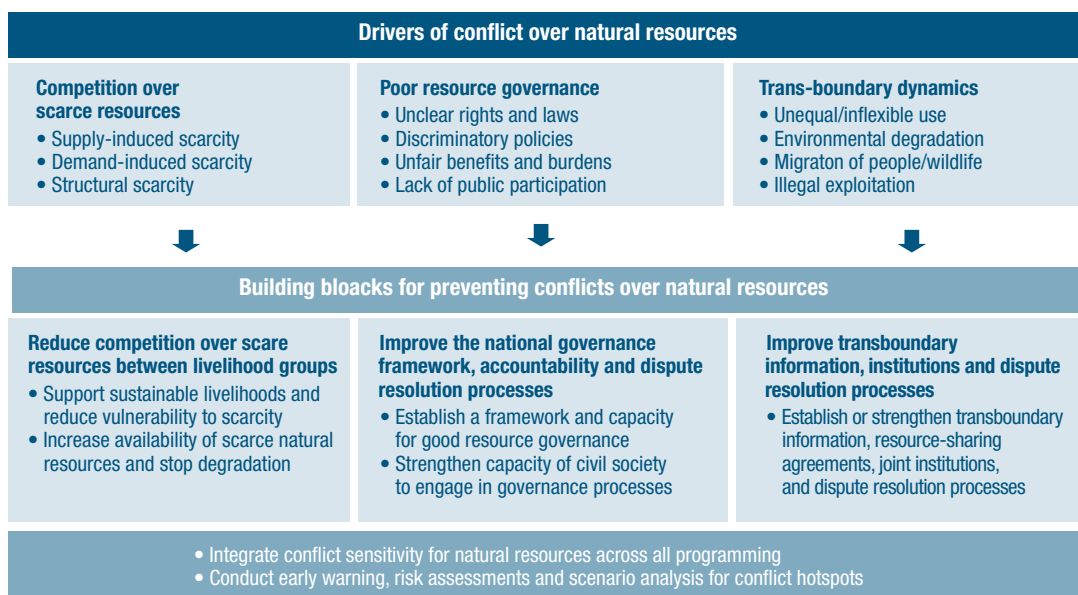 Drivers of conflict over natural resources
Competition over
scarce resources
• Supply-induced scarcity
• Demand-induced scarcity
• Structural scarcity
Poor resource governance
• Unclear rights and laws
• Discriminatory policies
• Unfair benefits and burdens
• Lack of public participation
Trans-boundary dynamics
• Unequal/inflexible use
• Environmental degradation
• Migraton of people/wildlife
• Illegal exploitation
Building bloacks for preventing conflicts over natural resources
Reduce competition over scare
resources between livelihood groups
• Support sustainable livelihoods and
reduce vulnerability to scarcity
• Increase availability of scarce natural
resources and stop degradation
Improve the national governance
framework, accountability and dispute
resolution processes
• Establish a framework and capacity
for good resource governance
• Strengthen capacity of civil society
to engage in governance processes
Improve transboundary
information, institutions and dispute
resolution processes
• Establish or strengthen transboundary
information, resource-sharing
agreements, joint institutions,
and dispute resolution processes
• Integrate conflict sensitivity for natural resources across all programming
• Conduct early warning, risk assessments and scenario analysis for conflict hotspots